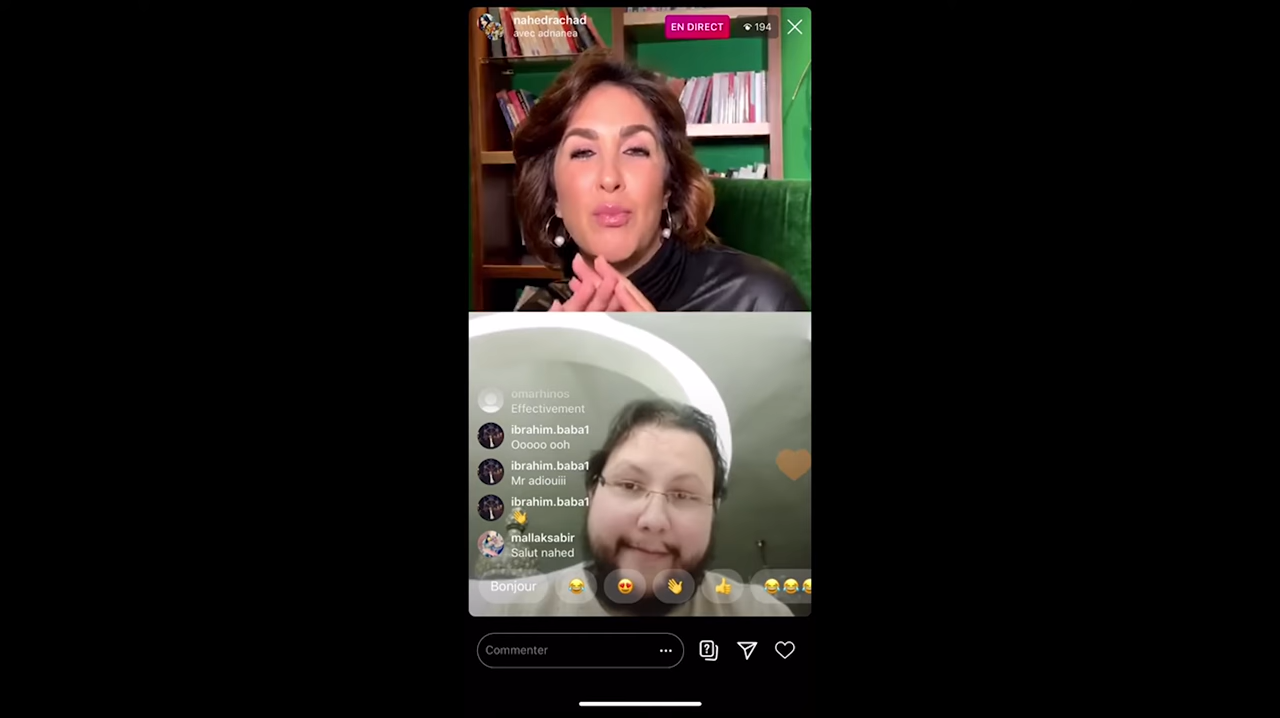 nahedrachad
avec adnanea
EN DIRECT
194
omarhinos
Effectivement
ibrahim.baba1
Ooooo ooh
ibrahim.baba1
Mr adiouiii
ibrahim.baba1
👋
mallaksabir
Salut nahed
Bonjour 😂 😍 👋 👍 😂😂😂
Commenter